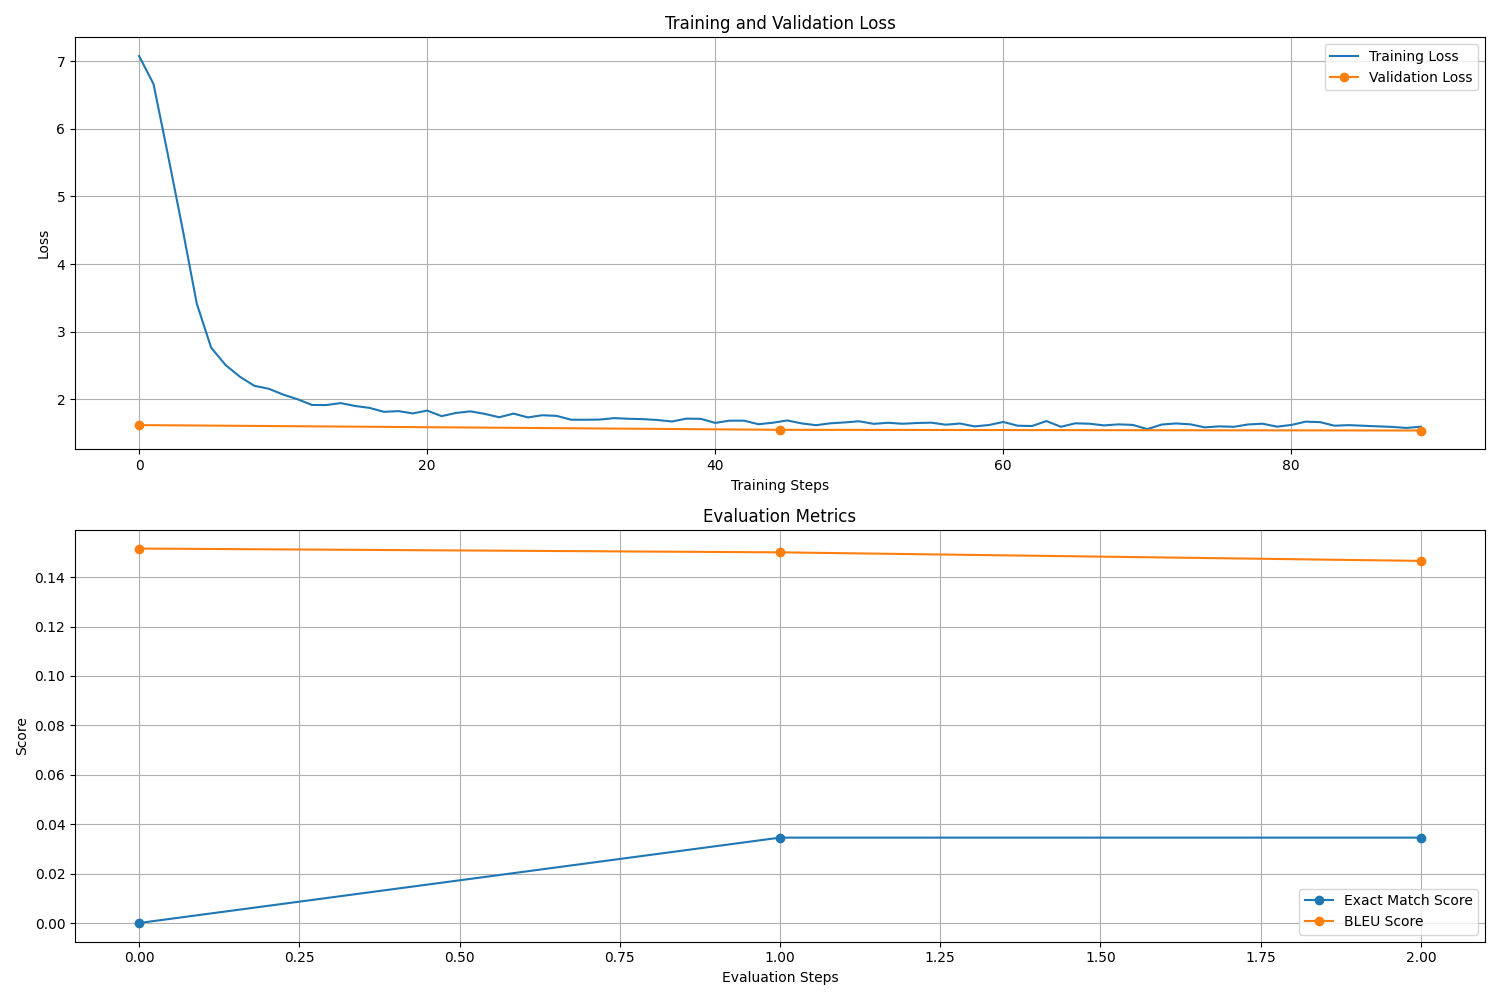 Training and Validation Loss
Training Loss
Validation Loss
7
6
5
4
3
2
Loss
0 20 40 60 80
Training Steps
Evaluation Metrics
0.14
0.12
0.10
0.08
0.06
0.04
0.02
0.00
Score
Exact Match Score
BLEU Score
0.00 0.25 0.50 0.75 1.00 1.25 1.50 1.75 2.00
Evaluation Steps